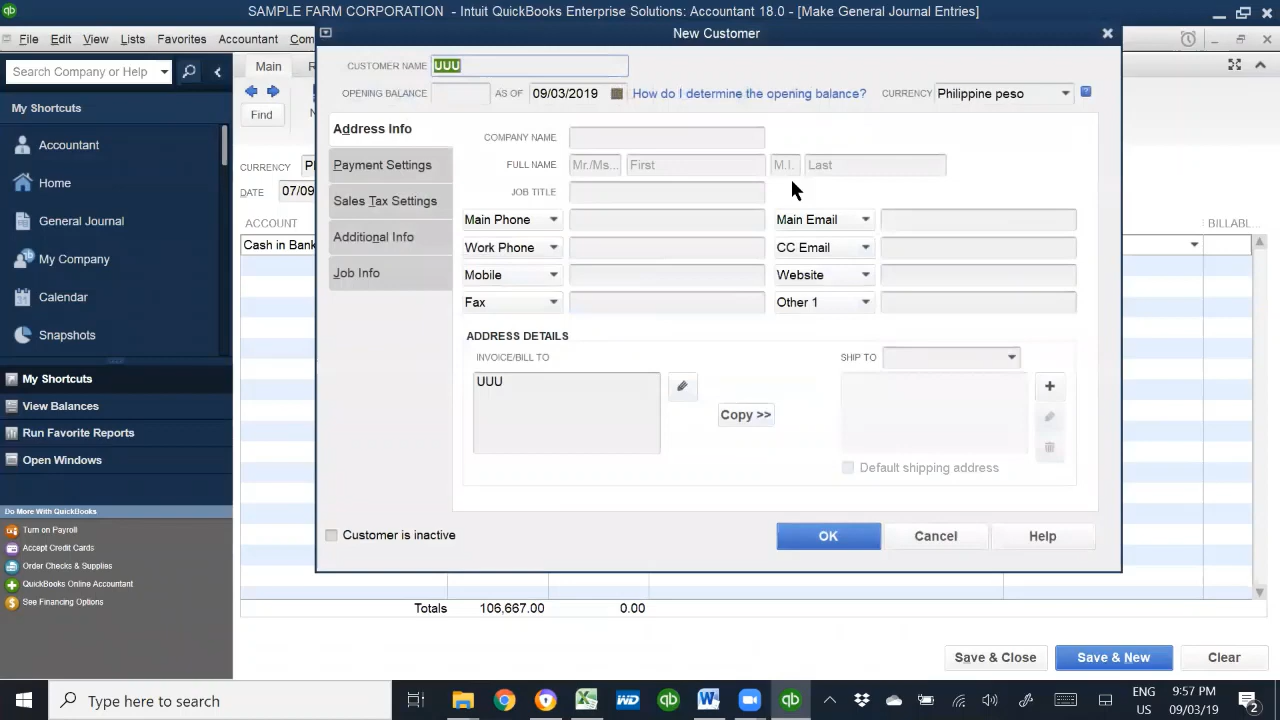 SAMPLE FARM CORPORATION - Intuit QuickBooks Enterprise Solutions: Accountant 18.0 - [Make General Journal Entries]
File Edit View Lists Favorites Accountant
New Customer
Search Company or Help
Main
Find
My Shortcuts
Accountant
Home
General Journal
My Company
Calendar
Snapshots
My Shortcuts
View Balances
Run Favorite Reports
Open Windows
Do More With QuickBooks
Turn on Payroll
Accept Credit Cards
Order Checks & Supplies
QuickBooks Online Accountant
See Financing Options
CURRENCY
DATE 07/09
ACCOUNT
BILLABL...
Cash in Bank
CUSTOMER NAME UUU
OPENING BALANCE AS OF 09/03/2019 How do I determine the opening balance? CURRENCY Philippine peso
Address Info
Payment Settings
Sales Tax Settings
Additional Info
Job Info
COMPANY NAME
FULL NAME Mr./Ms... First M.I. Last
JOB TITLE
Main Phone Main Email
Work Phone CC Email
Mobile Website
Fax Other 1
ADDRESS DETAILS
INVOICE/BILL TO SHIP TO
UUU
Copy >>
Default shipping address
Customer is inactive
OK Cancel Help
Totals 106,667.00 0.00
Save & Close Save & New Clear
Type here to search
ENG
US
9:57 PM
09/03/19
2